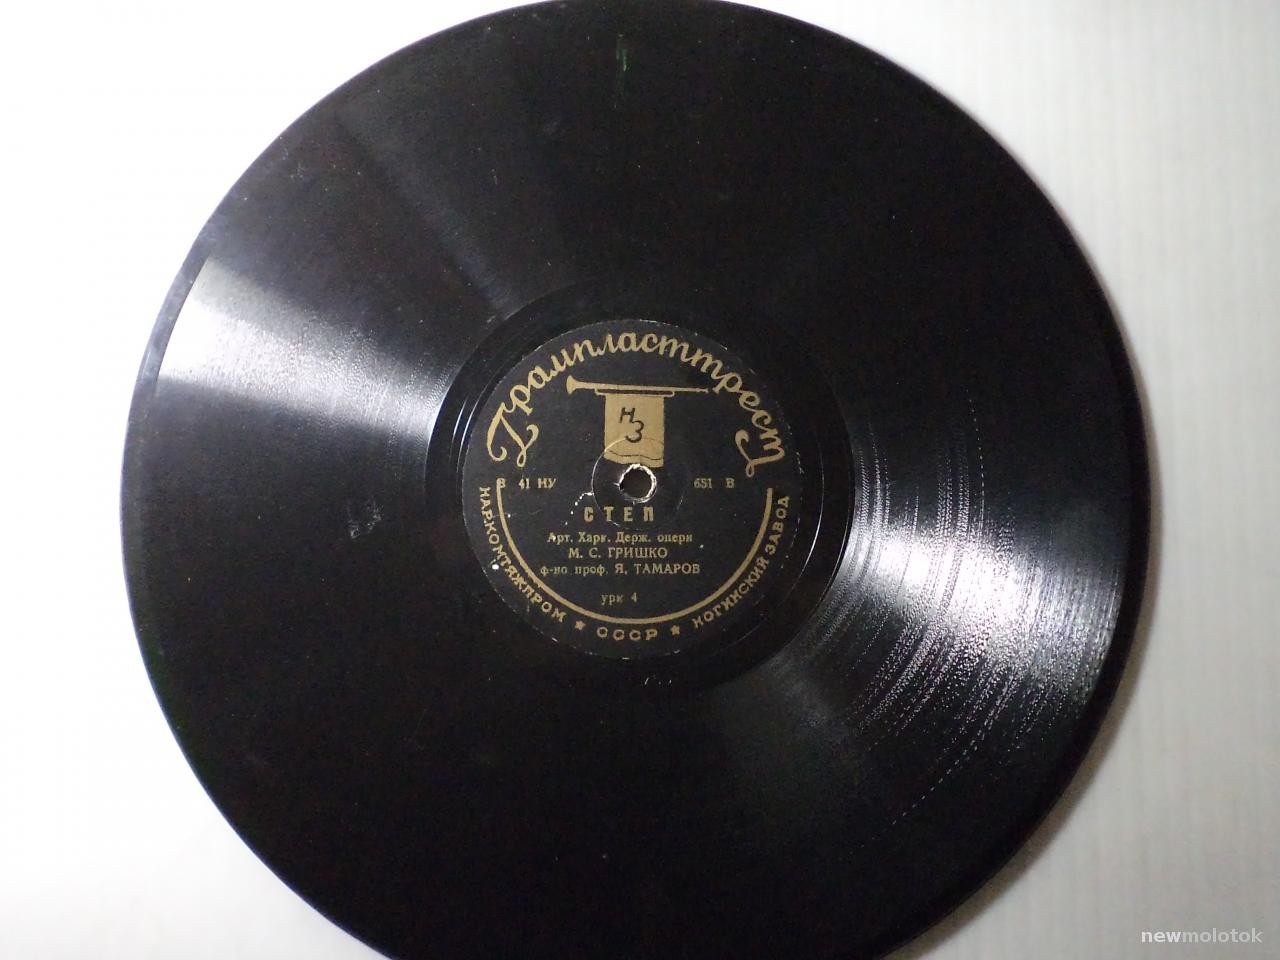 Грампласттрест
НЗ
В 41 НУ 651 В
СТЕП
Арт. Харк. Держ. опери
М. С. ГРИШКО
ф-но проф. Я. ТАМАРОВ
урк 4
НАРКОМТЯЖПРОМ ★ СССР ★ НОГИНСКИЙ ЗАВОД
newmolotok